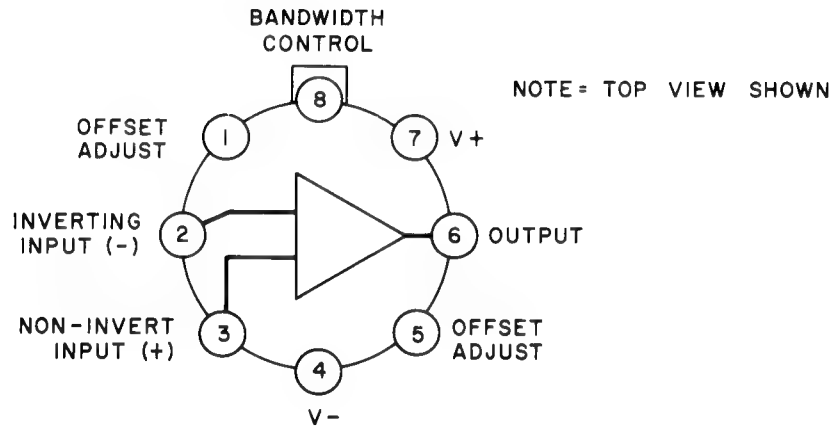 BANDWIDTH
CONTROL
8
NOTE= TOP VIEW SHOWN
OFFSET
ADJUST
1
7
V+
INVERTING
INPUT (-)
2
6
OUTPUT
NON-INVERT
INPUT (+)
3
5
OFFSET
ADJUST
4
V-